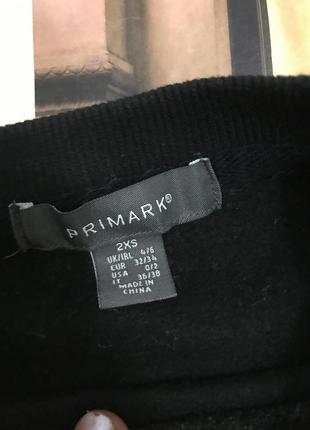 PRIMARK®
2XS
UK/IRL 4/6
EUR 32/34
USA 0/2
IT 36/38
MADE IN
CHINA